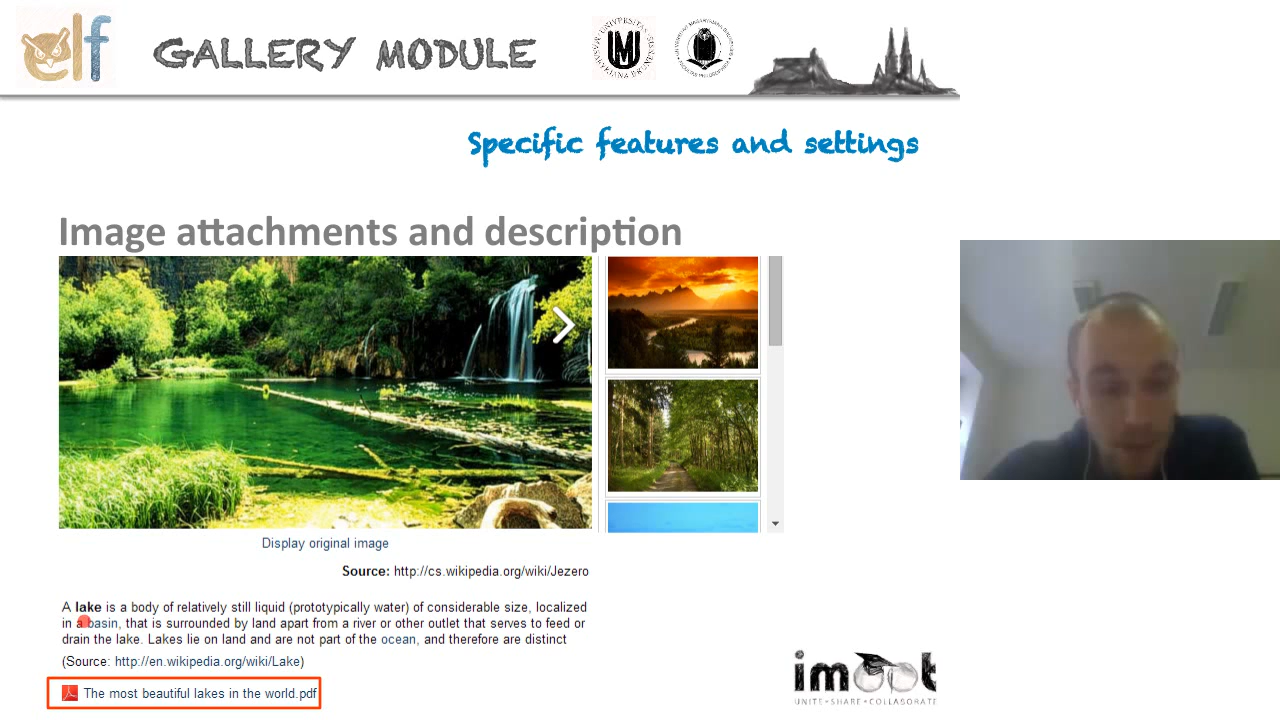 elf
GALLERY MODULE
Specific features and settings
Image attachments and description
Display original image
Source: http://cs.wikipedia.org/wiki/Jezero
A lake is a body of relatively still liquid (prototypically water) of considerable size, localized
in a basin, that is surrounded by land apart from a river or other outlet that serves to feed or
drain the lake. Lakes lie on land and are not part of the ocean, and therefore are distinct
(Source: http://en.wikipedia.org/wiki/Lake)
The most beautiful lakes in the world.pdf
imoot
UNITE•SHARE•COLLABORATE